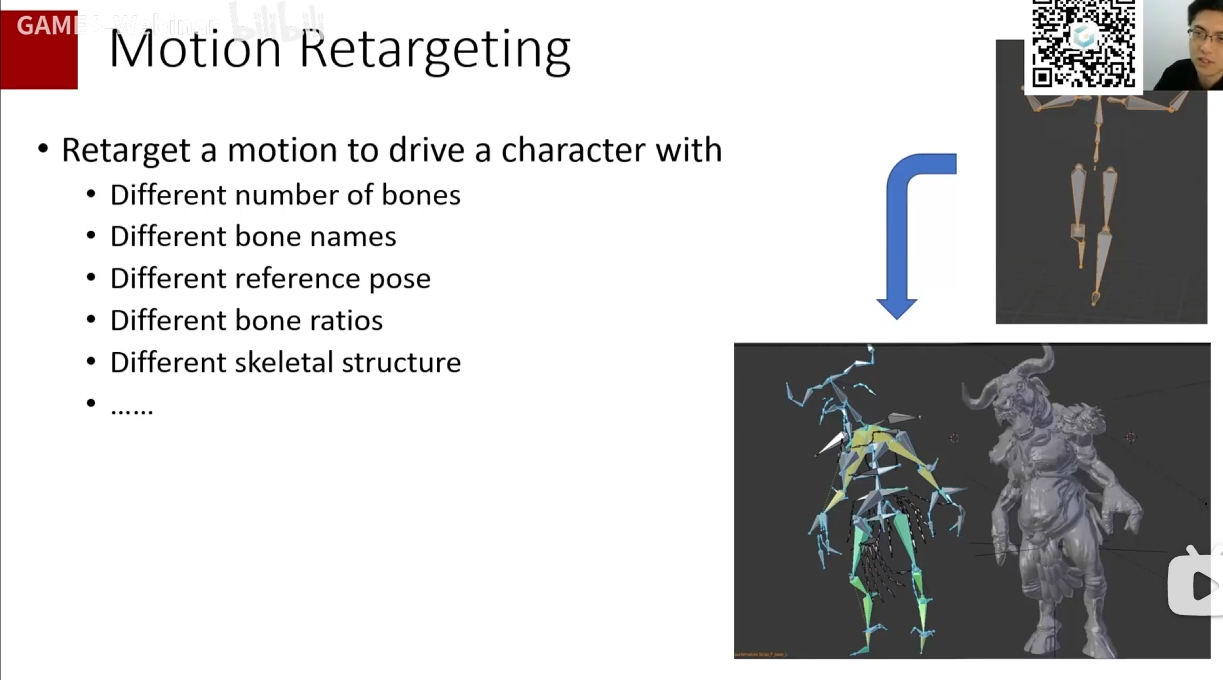 GAMES-Webinar bilibili
Motion Retargeting
• Retarget a motion to drive a character with
• Different number of bones
• Different bone names
• Different reference pose
• Different bone ratios
• Different skeletal structure
• ......